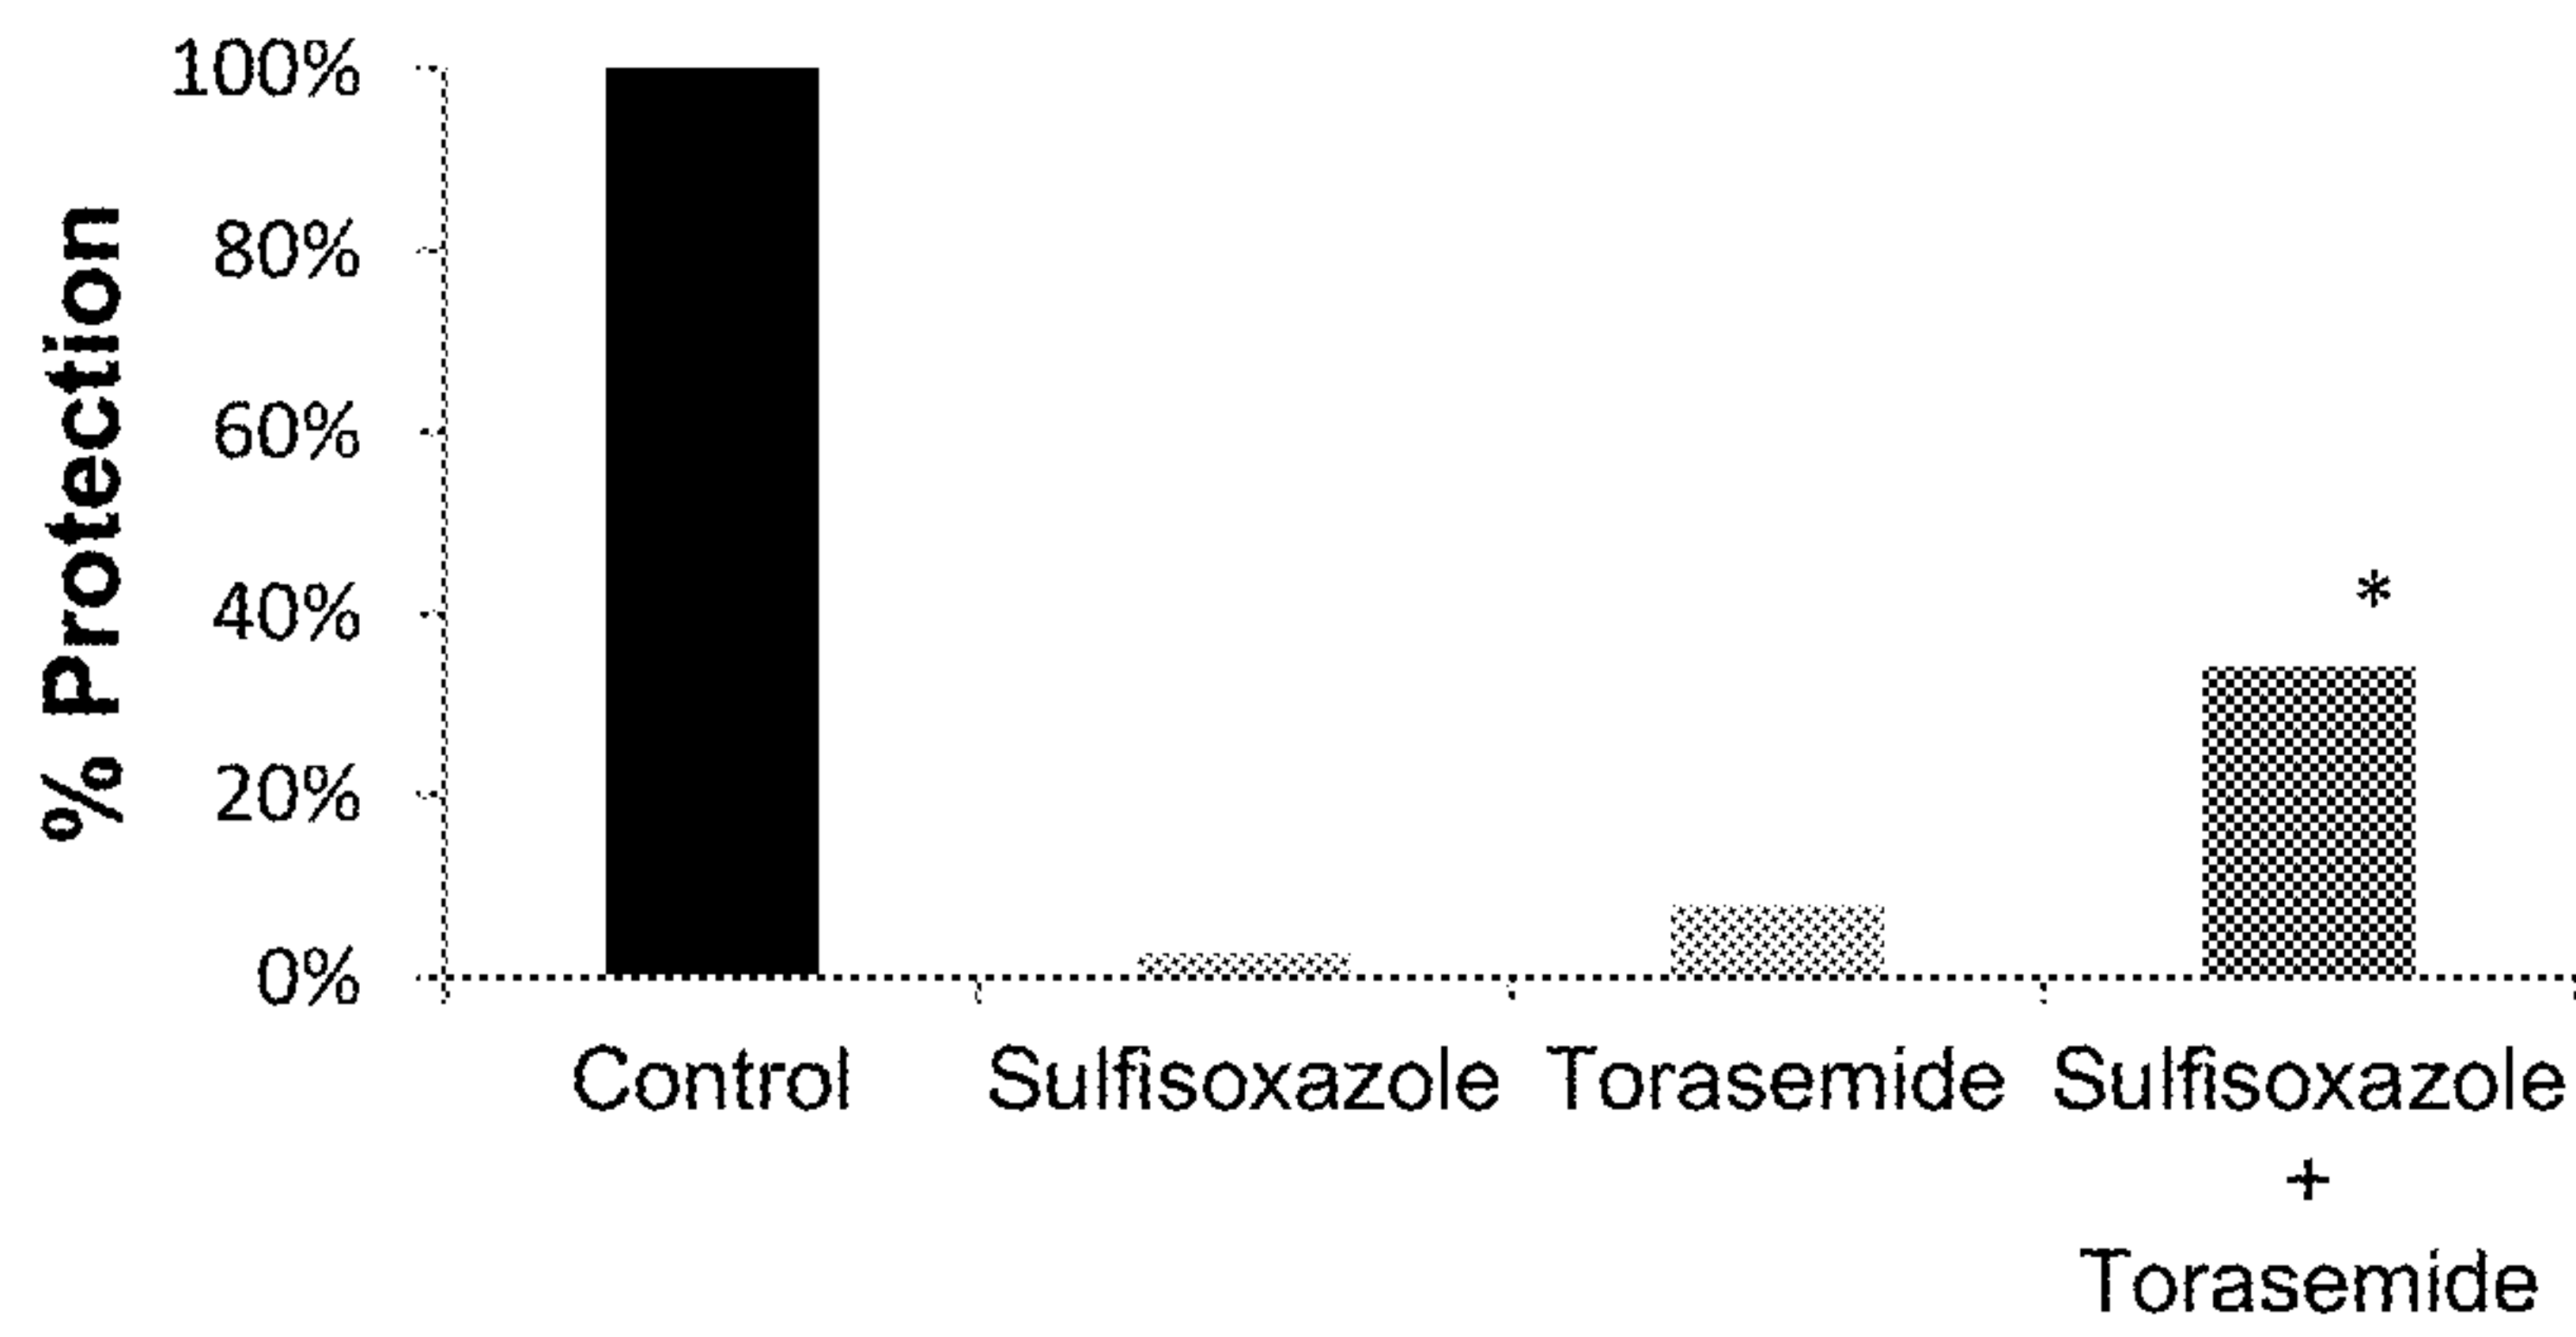 % Protection
100%
80%
60%
40%
20%
0%
*
Control
Sulfisoxazole
Torasemide
Sulfisoxazole
+
Torasemide